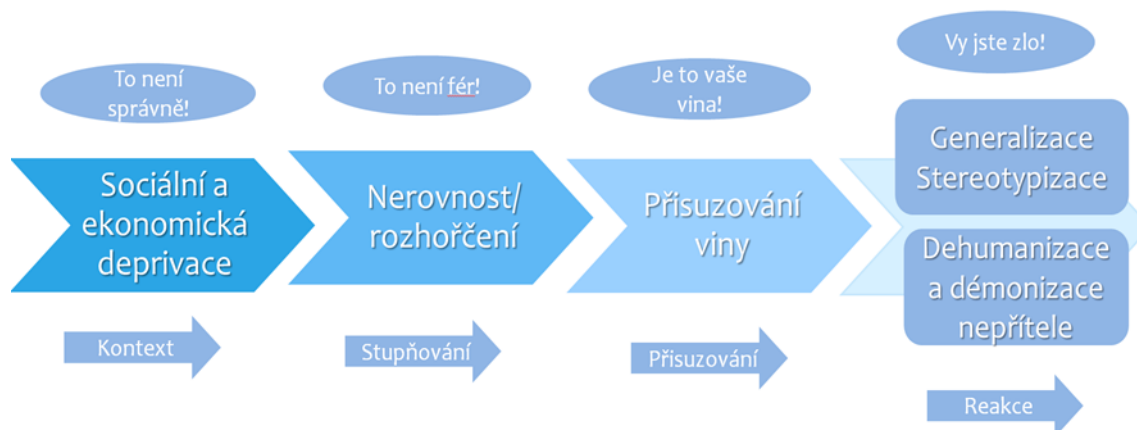 To není
správně!
To není fér!
Je to vaše
vina!
Vy jste zlo!
Sociální a
ekonomická
deprivace
Nerovnost/
rozhořčení
Přisuzování
viny
Generalizace
Stereotypizace
Dehumanizace
a démonizace
nepřítele
Kontext
Stupňování
Přisuzování
Reakce